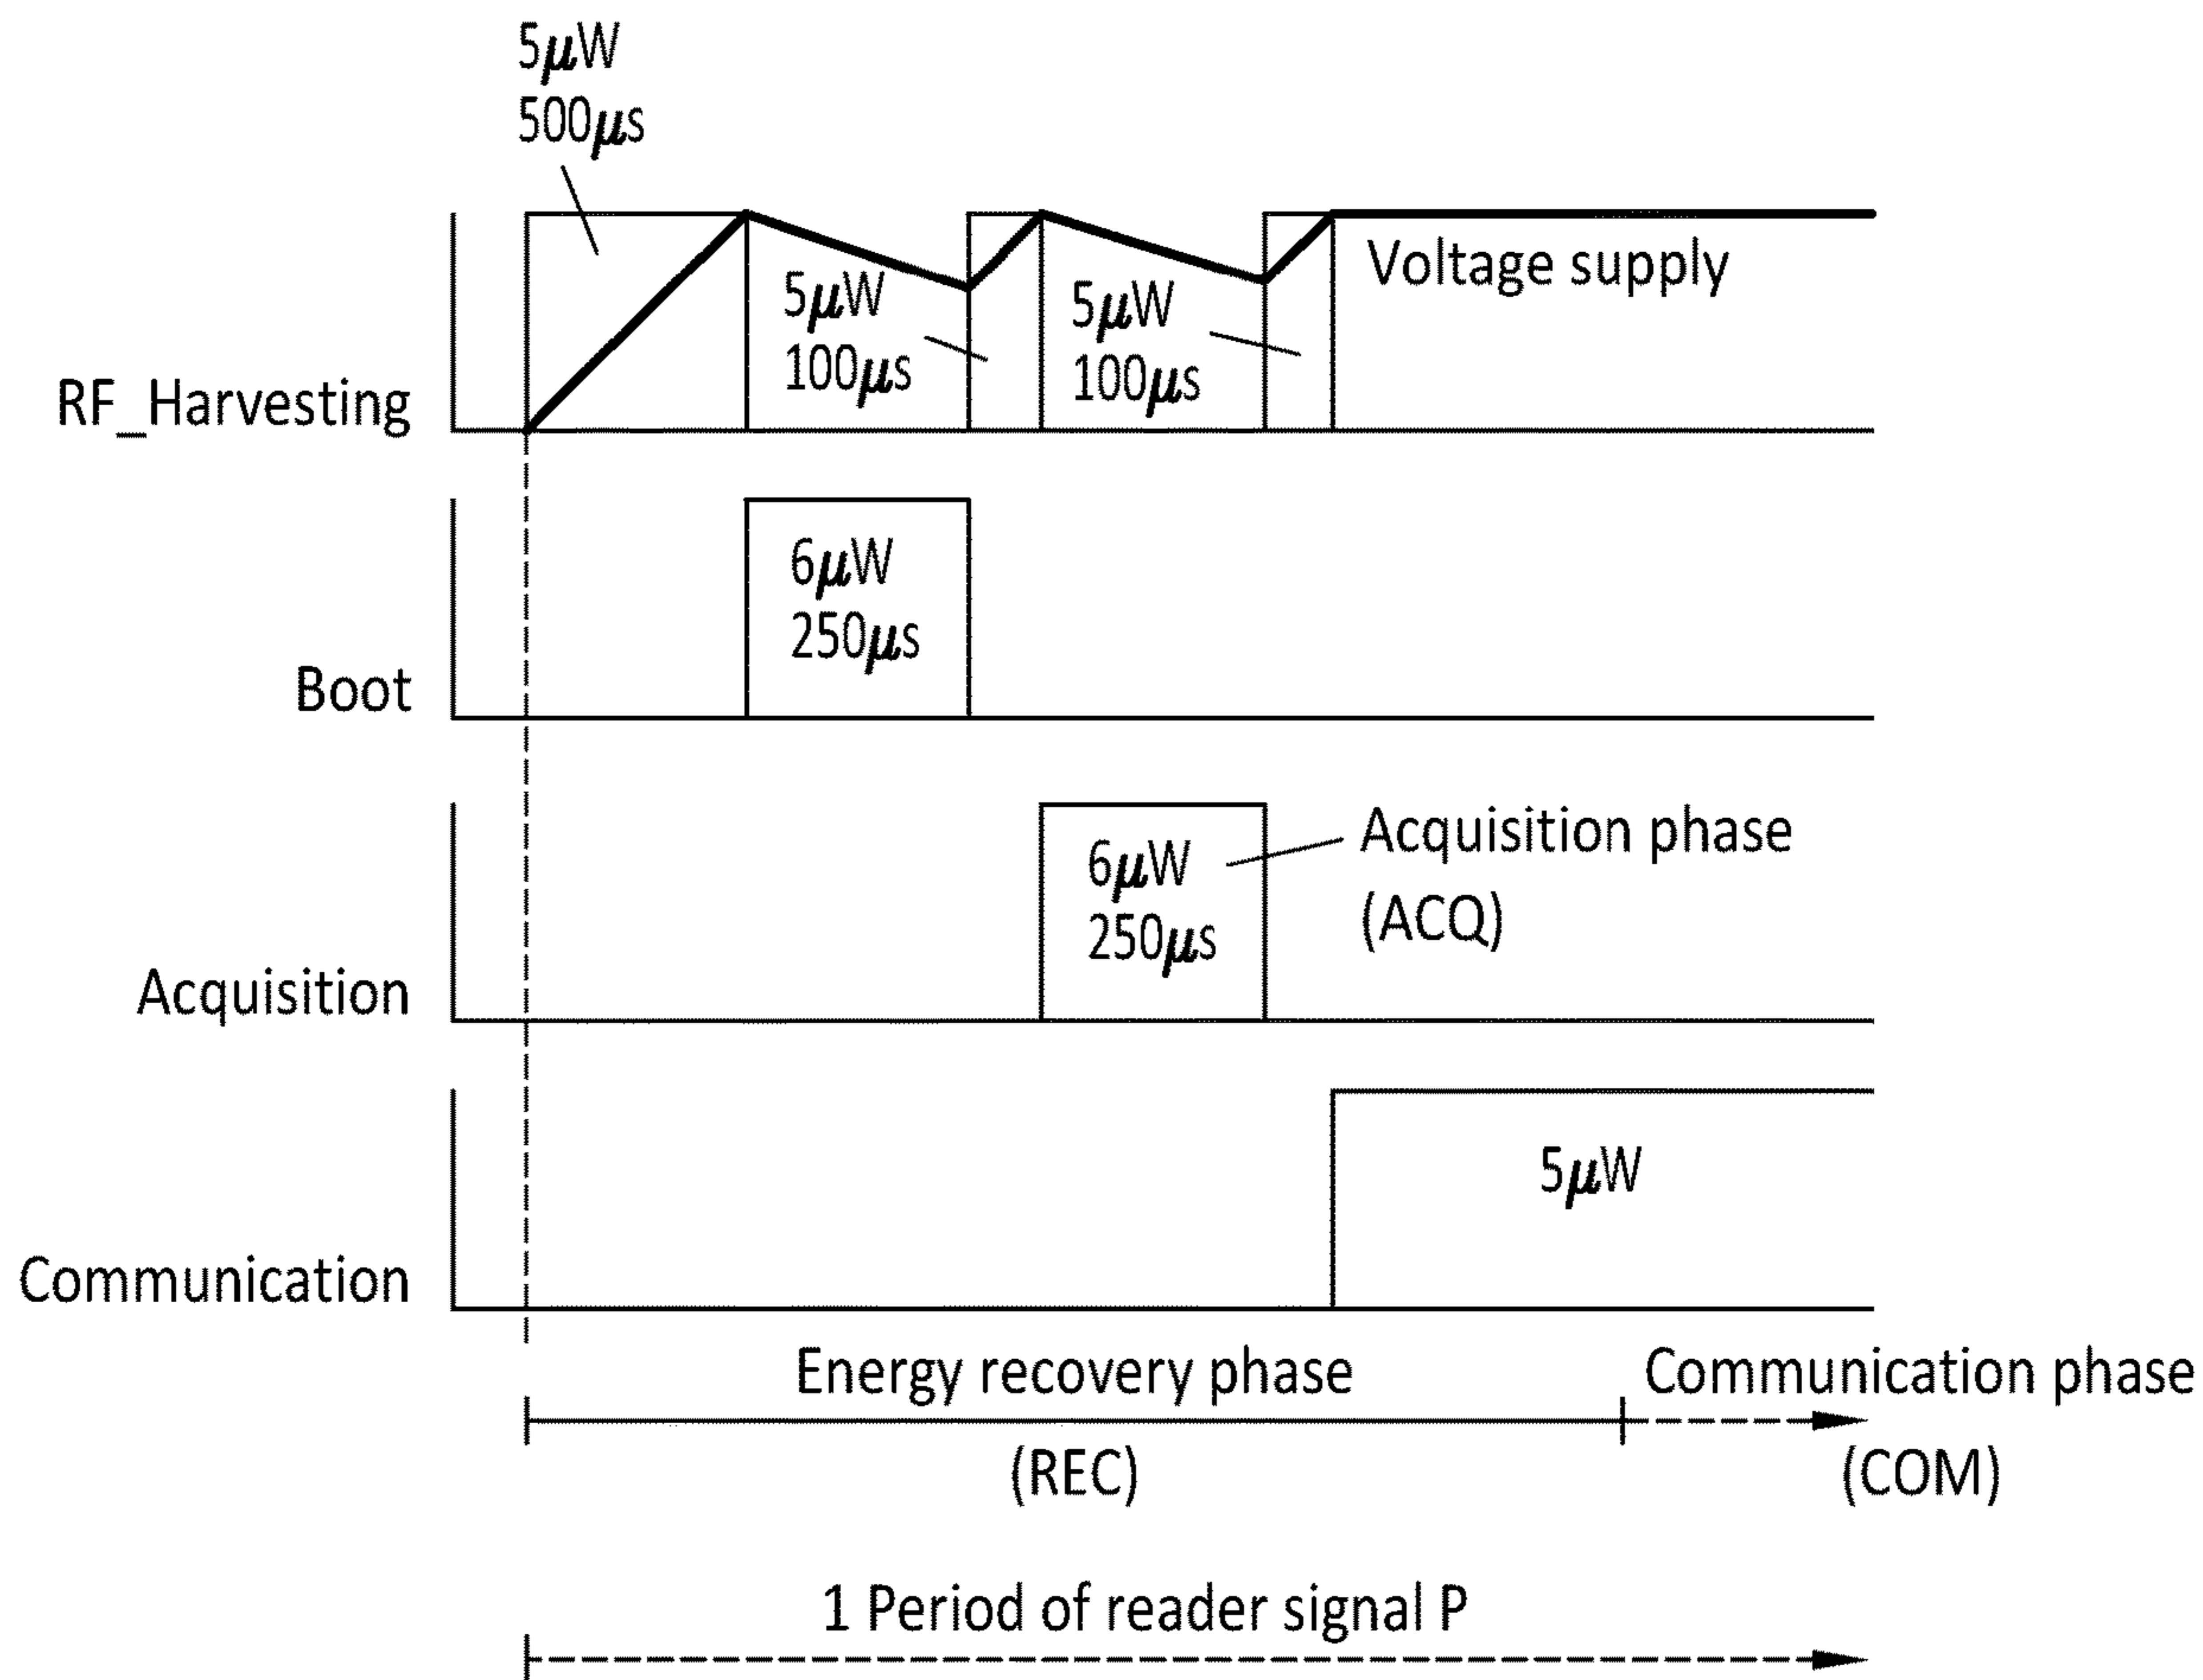 5µW
500µs
RF_Harvesting
5µW
100µs
5µW
100µs
Voltage supply
Boot
6µW
250µs
Acquisition
6µW
250µs
Acquisition phase
(ACQ)
Communication
5µW
Energy recovery phase
(REC)
Communication phase
(COM)
1 Period of reader signal P